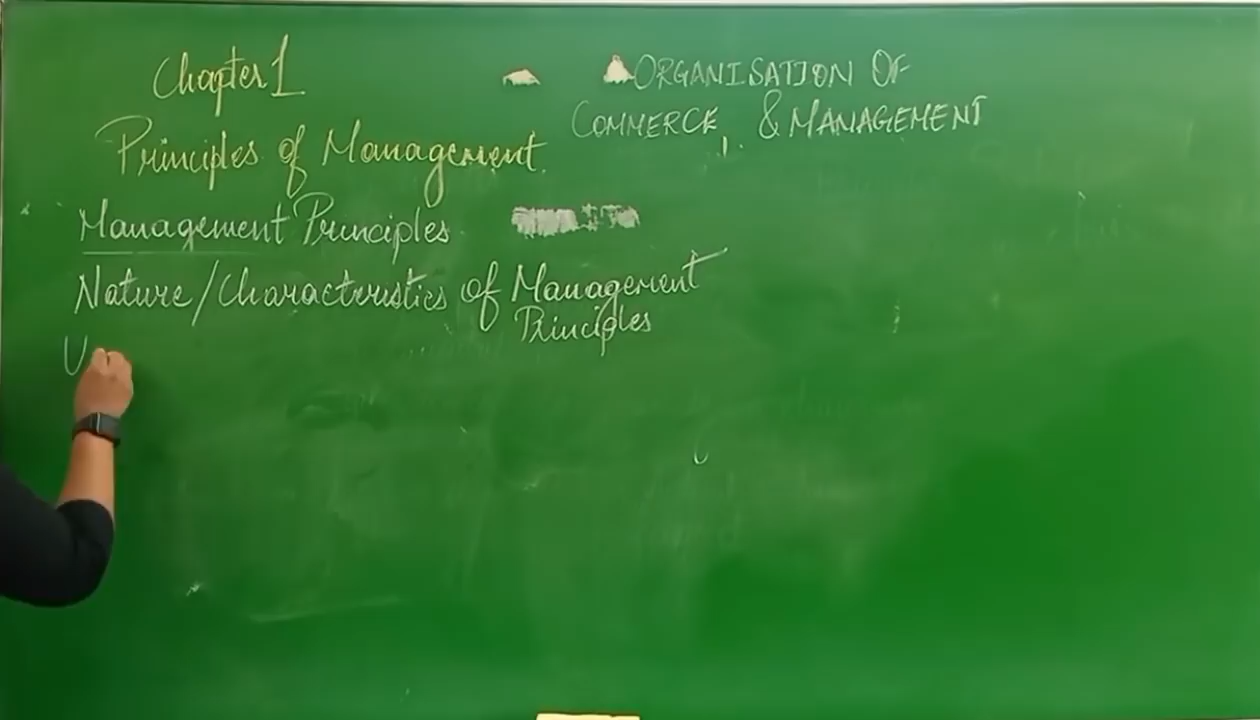 Chapter 1
ORGANISATION OF
COMMERCE & MANAGEMENT
Principles of Management
Management Principles
Nature/Characteristics of Management
Principles
U